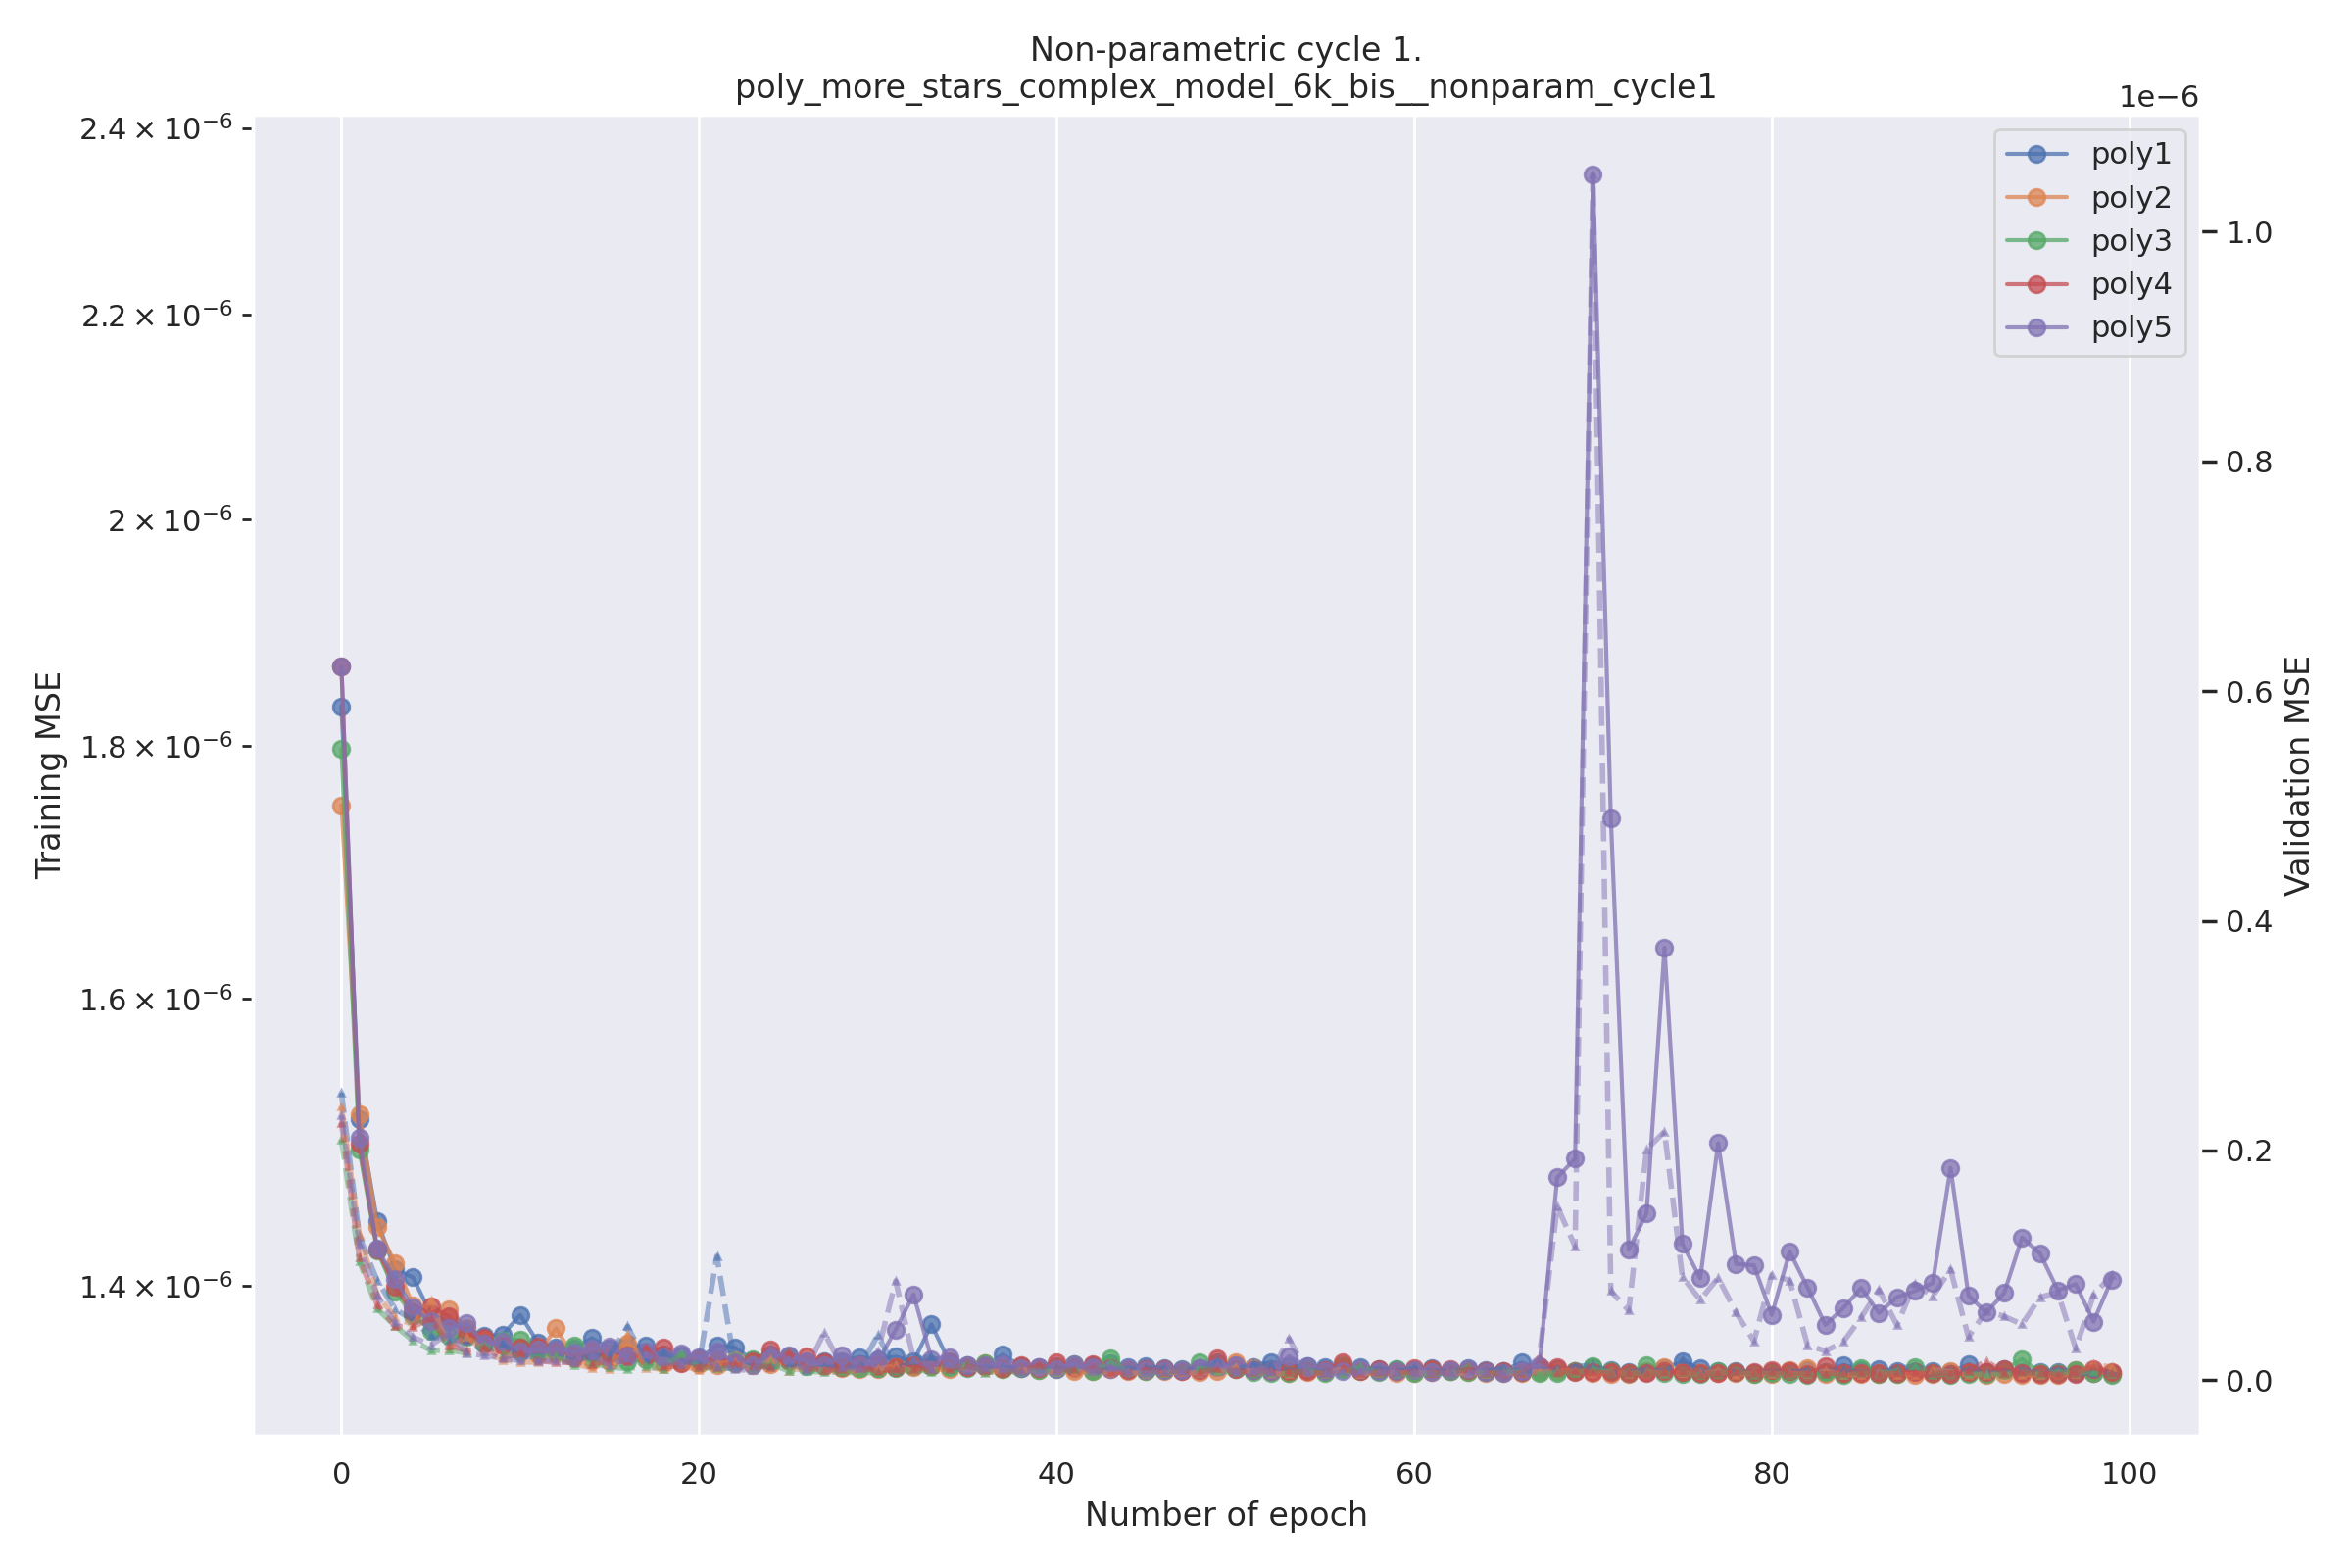 Non-parametric cycle 1.
poly_more_stars_complex_model_6k_bis__nonparam_cycle1
1e−6
2.4 × 10⁻⁶
2.2 × 10⁻⁶
2 × 10⁻⁶
1.8 × 10⁻⁶
1.6 × 10⁻⁶
1.4 × 10⁻⁶
Training MSE
poly1
poly2
poly3
poly4
poly5
1.0
0.8
0.6
0.4
0.2
0.0
Validation MSE
0 20 40 60 80 100
Number of epoch